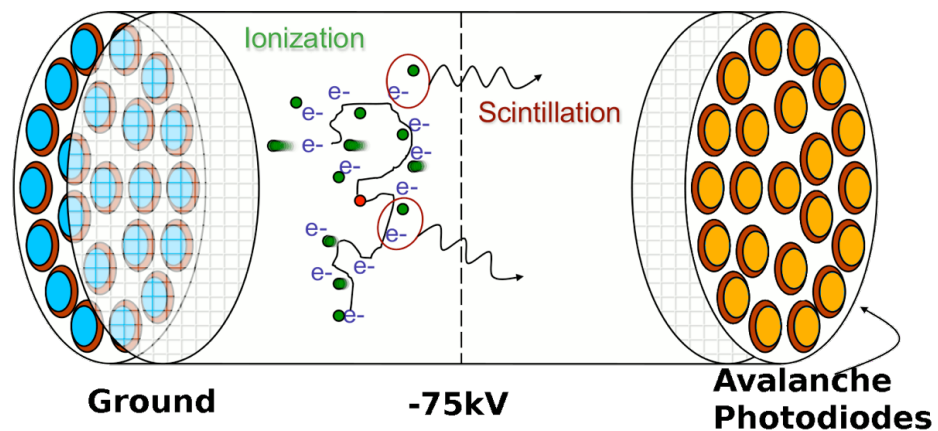 Ionization
e-
e-
e-
Scintillation
e-
e-
e-
e-
e-
e-
e-
e-
Ground
-75kV
Avalanche
Photodiodes